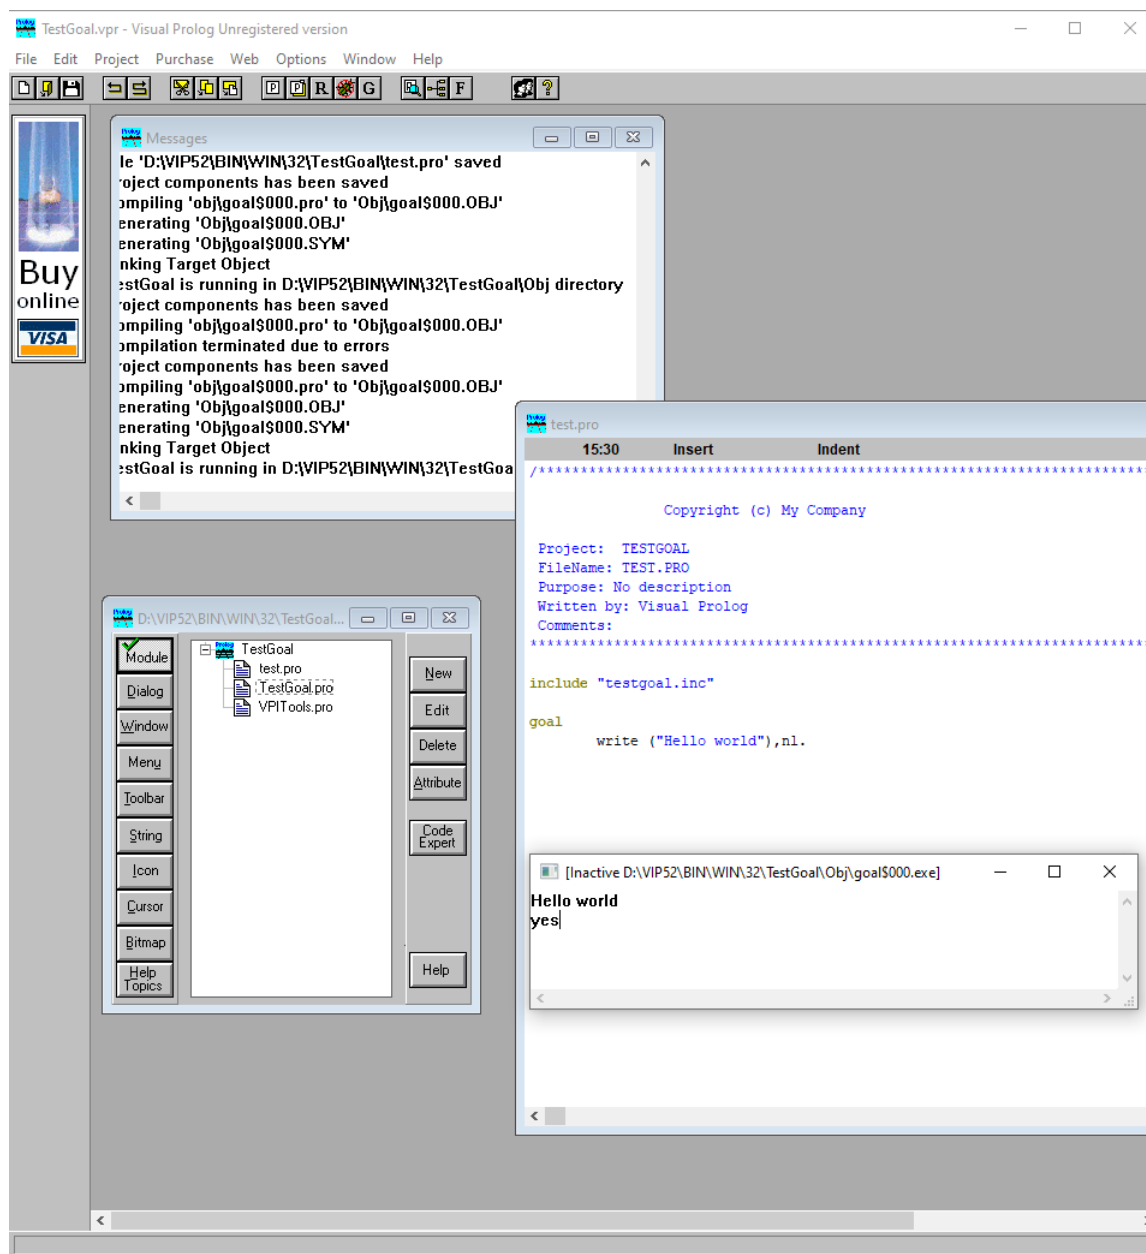 TestGoal.vpr - Visual Prolog Unregistered version
File Edit Project Purchase Web Options Window Help
P P R G F ?
Buy
online
VISA
Messages
le 'D:\VIP52\BIN\WIN\32\TestGoal\test.pro' saved
roject components has been saved
ompiling 'obj\goal$000.pro' to 'Obj\goal$000.OBJ'
enerating 'Obj\goal$000.OBJ'
enerating 'Obj\goal$000.SYM'
nking Target Object
estGoal is running in D:\VIP52\BIN\WIN\32\TestGoal\Obj directory
roject components has been saved
ompiling 'obj\goal$000.pro' to 'Obj\goal$000.OBJ'
ompilation terminated due to errors
roject components has been saved
ompiling 'obj\goal$000.pro' to 'Obj\goal$000.OBJ'
enerating 'Obj\goal$000.OBJ'
enerating 'Obj\goal$000.SYM'
nking Target Object
estGoal is running in D:\VIP52\BIN\WIN\32\TestGoa
D:\VIP52\BIN\WIN\32\TestGoal...
Module
Dialog
Window
Menu
Toolbar
String
Icon
Cursor
Bitmap
Help
Topics
TestGoal
test.pro
TestGoal.pro
VPITools.pro
New
Edit
Delete
Attribute
Code
Expert
Help
test.pro
15:30 Insert Indent
/*************************************************************************
Copyright (c) My Company
Project: TESTGOAL
FileName: TEST.PRO
Purpose: No description
Written by: Visual Prolog
Comments:
**************************************************************************
include "testgoal.inc"
goal
write ("Hello world"),nl.
[Inactive D:\VIP52\BIN\WIN\32\TestGoal\Obj\goal$000.exe]
Hello world
yes